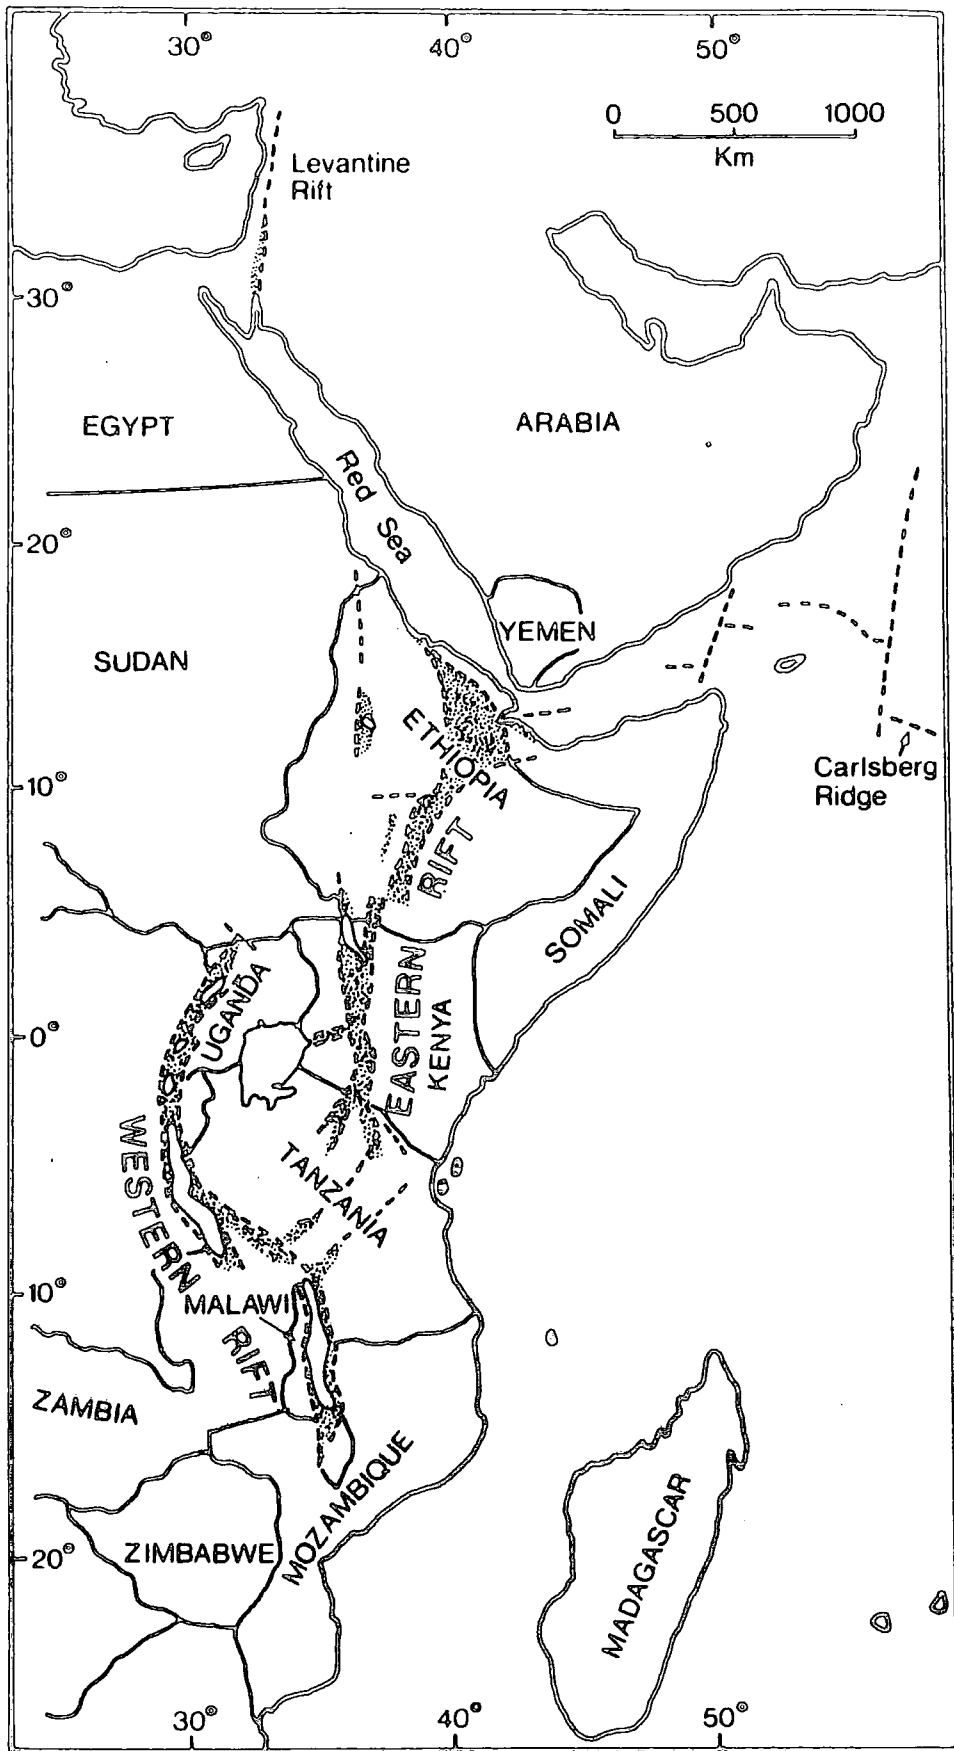 30°
40°
50°
0 500 1000
Km
Levantine
Rift
30°
EGYPT
ARABIA
Red Sea
20°
YEMEN
SUDAN
ETHIOPIA
Carlsberg
Ridge
10°
EASTERN RIFT
SOMALI
UGANDA
KENYA
0°
WESTERN RIFT
TANZANIA
10°
MALAWI
ZAMBIA
MOZAMBIQUE
MADAGASCAR
20°
ZIMBABWE
30°
40°
50°